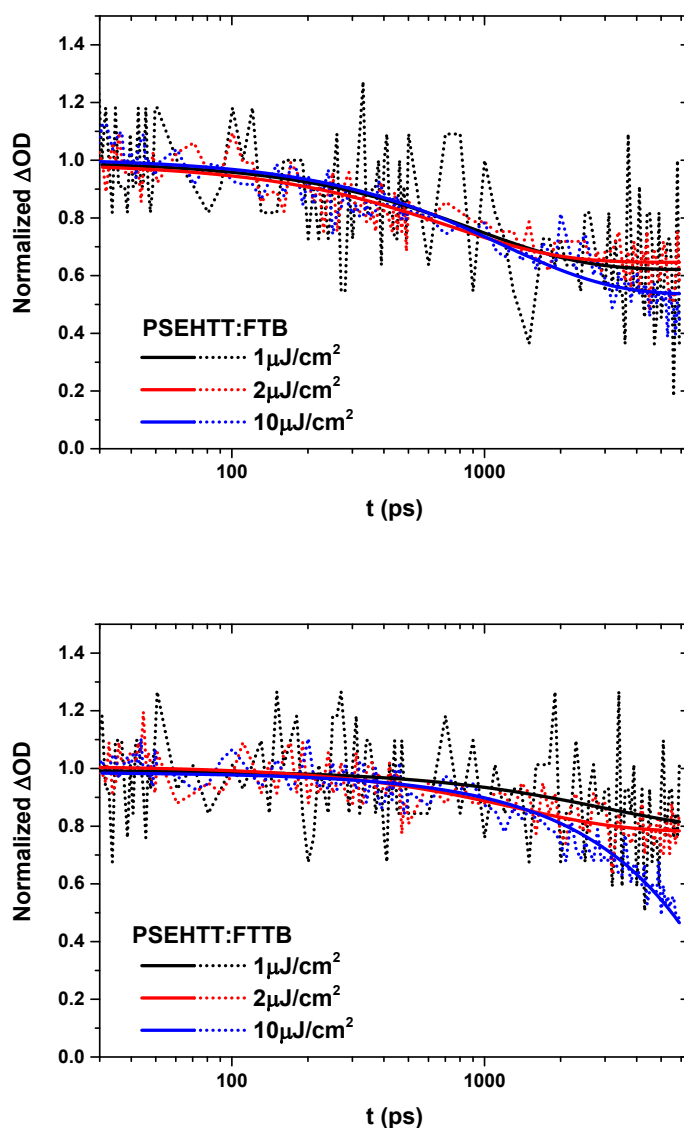 1.4
1.2
1.0
0.8
0.6
0.4
0.2
0.0
Normalized ΔOD
PSEHTT:FTB
1μJ/cm²
2μJ/cm²
10μJ/cm²
100
1000
t (ps)
1.4
1.2
1.0
0.8
0.6
0.4
0.2
0.0
Normalized ΔOD
PSEHTT:FTTB
1μJ/cm²
2μJ/cm²
10μJ/cm²
100
1000
t (ps)